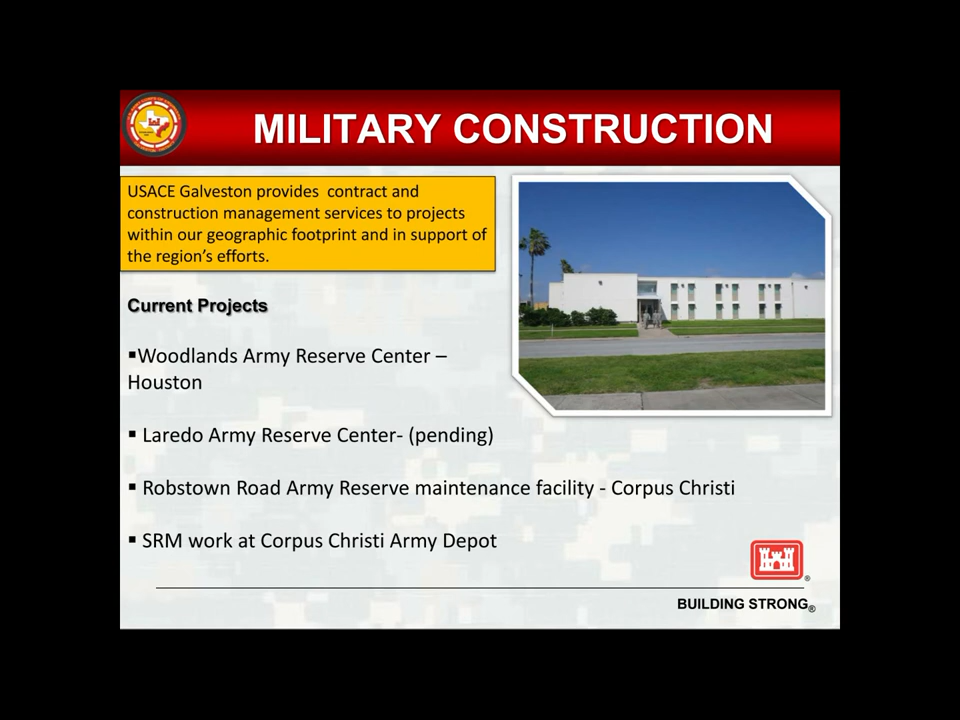 MILITARY CONSTRUCTION
USACE Galveston provides  contract and
construction management services to projects
within our geographic footprint and in support of
the region’s efforts.
Current Projects
▪Woodlands Army Reserve Center –
Houston
▪ Laredo Army Reserve Center- (pending)
▪ Robstown Road Army Reserve maintenance facility - Corpus Christi
▪ SRM work at Corpus Christi Army Depot
®
BUILDING STRONG®